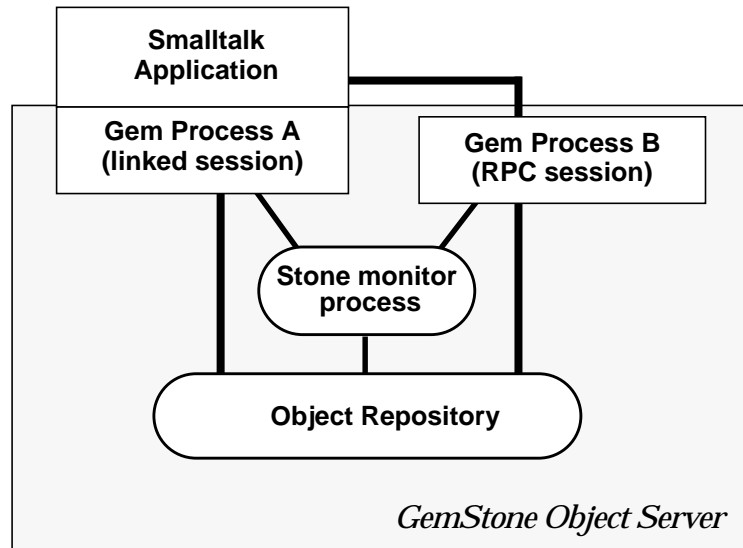 Smalltalk
Application
Gem Process A
(linked session)
Gem Process B
(RPC session)
Stone monitor
process
Object Repository
GemStone Object Server